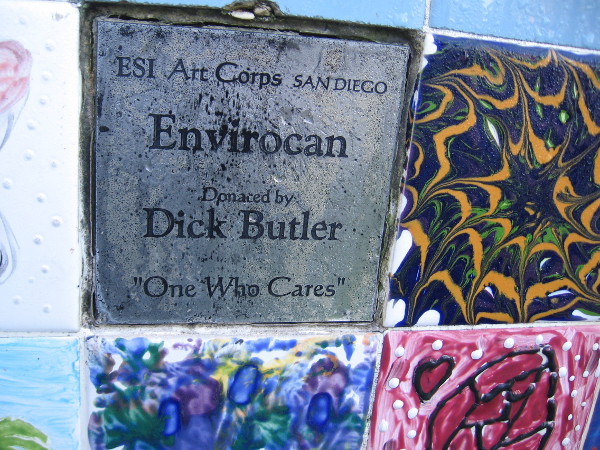 ESI Art Corps SAN DIEGO
Envirocan
Donated by
Dick Butler
"One Who Cares"